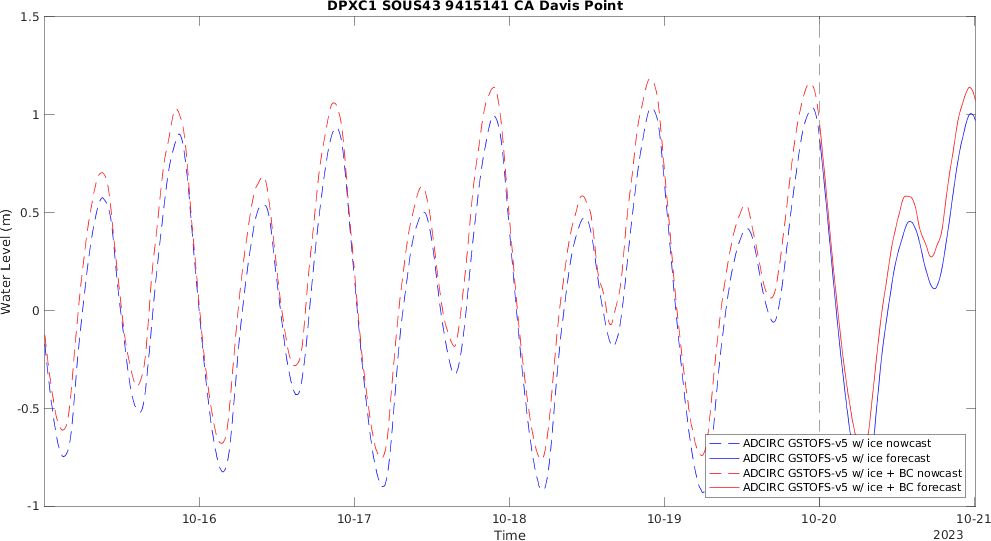 DPXC1 SOUS43 9415141 CA Davis Point
1.5
1
0.5
0
-0.5
-1
Water Level (m)
10-16
10-17
10-18
10-19
10-20
10-21
Time
2023
ADCIRC GSTOFS-v5 w/ ice nowcast
ADCIRC GSTOFS-v5 w/ ice forecast
ADCIRC GSTOFS-v5 w/ ice + BC nowcast
ADCIRC GSTOFS-v5 w/ ice + BC forecast